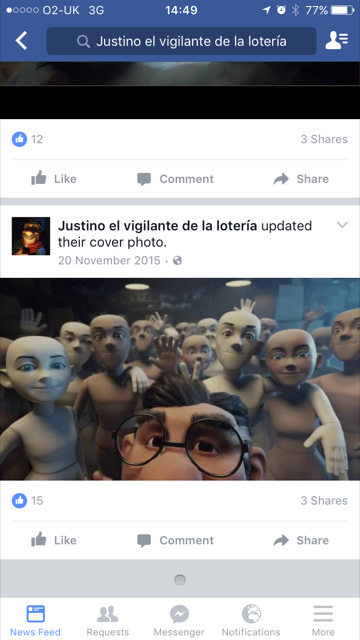 O2-UK 3G 14:49 77%
Justino el vigilante de la lotería
12 3 Shares
Like Comment Share
Justino el vigilante de la lotería updated
their cover photo.
20 November 2015 ·
15 3 Shares
Like Comment Share
News Feed Requests Messenger Notifications More